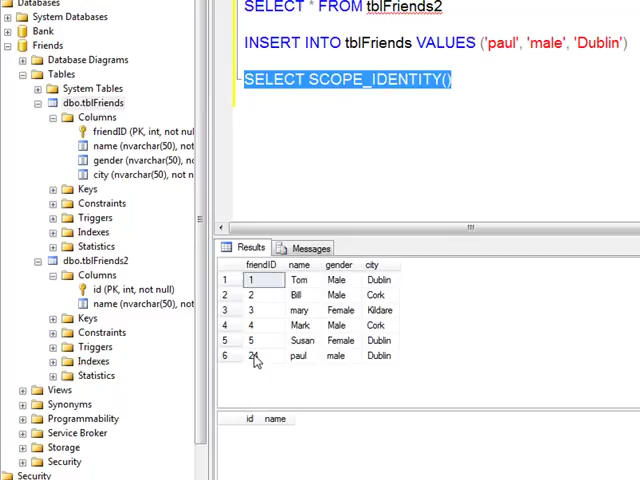 Databases
System Databases
Bank
Friends
Database Diagrams
Tables
System Tables
dbo.tblFriends
Columns
friendID (PK, int, not nul
name (nvarchar(50), not n
gender (nvarchar(50), no
city (nvarchar(50), not n
Keys
Constraints
Triggers
Indexes
Statistics
dbo.tblFriends2
Columns
id (PK, int, not null)
name (nvarchar(50), not
Keys
Constraints
Triggers
Indexes
Statistics
Views
Synonyms
Programmability
Service Broker
Storage
Security
Security
SELECT * FROM tblFriends2
INSERT INTO tblFriends VALUES ('paul', 'male', 'Dublin')
SELECT SCOPE_IDENTITY()
Results Messages
friendID name gender city
1 1 Tom Male Dublin
2 2 Bill Male Cork
3 3 mary Female Kildare
4 4 Mark Male Cork
5 5 Susan Female Dublin
6 24 paul male Dublin
id name